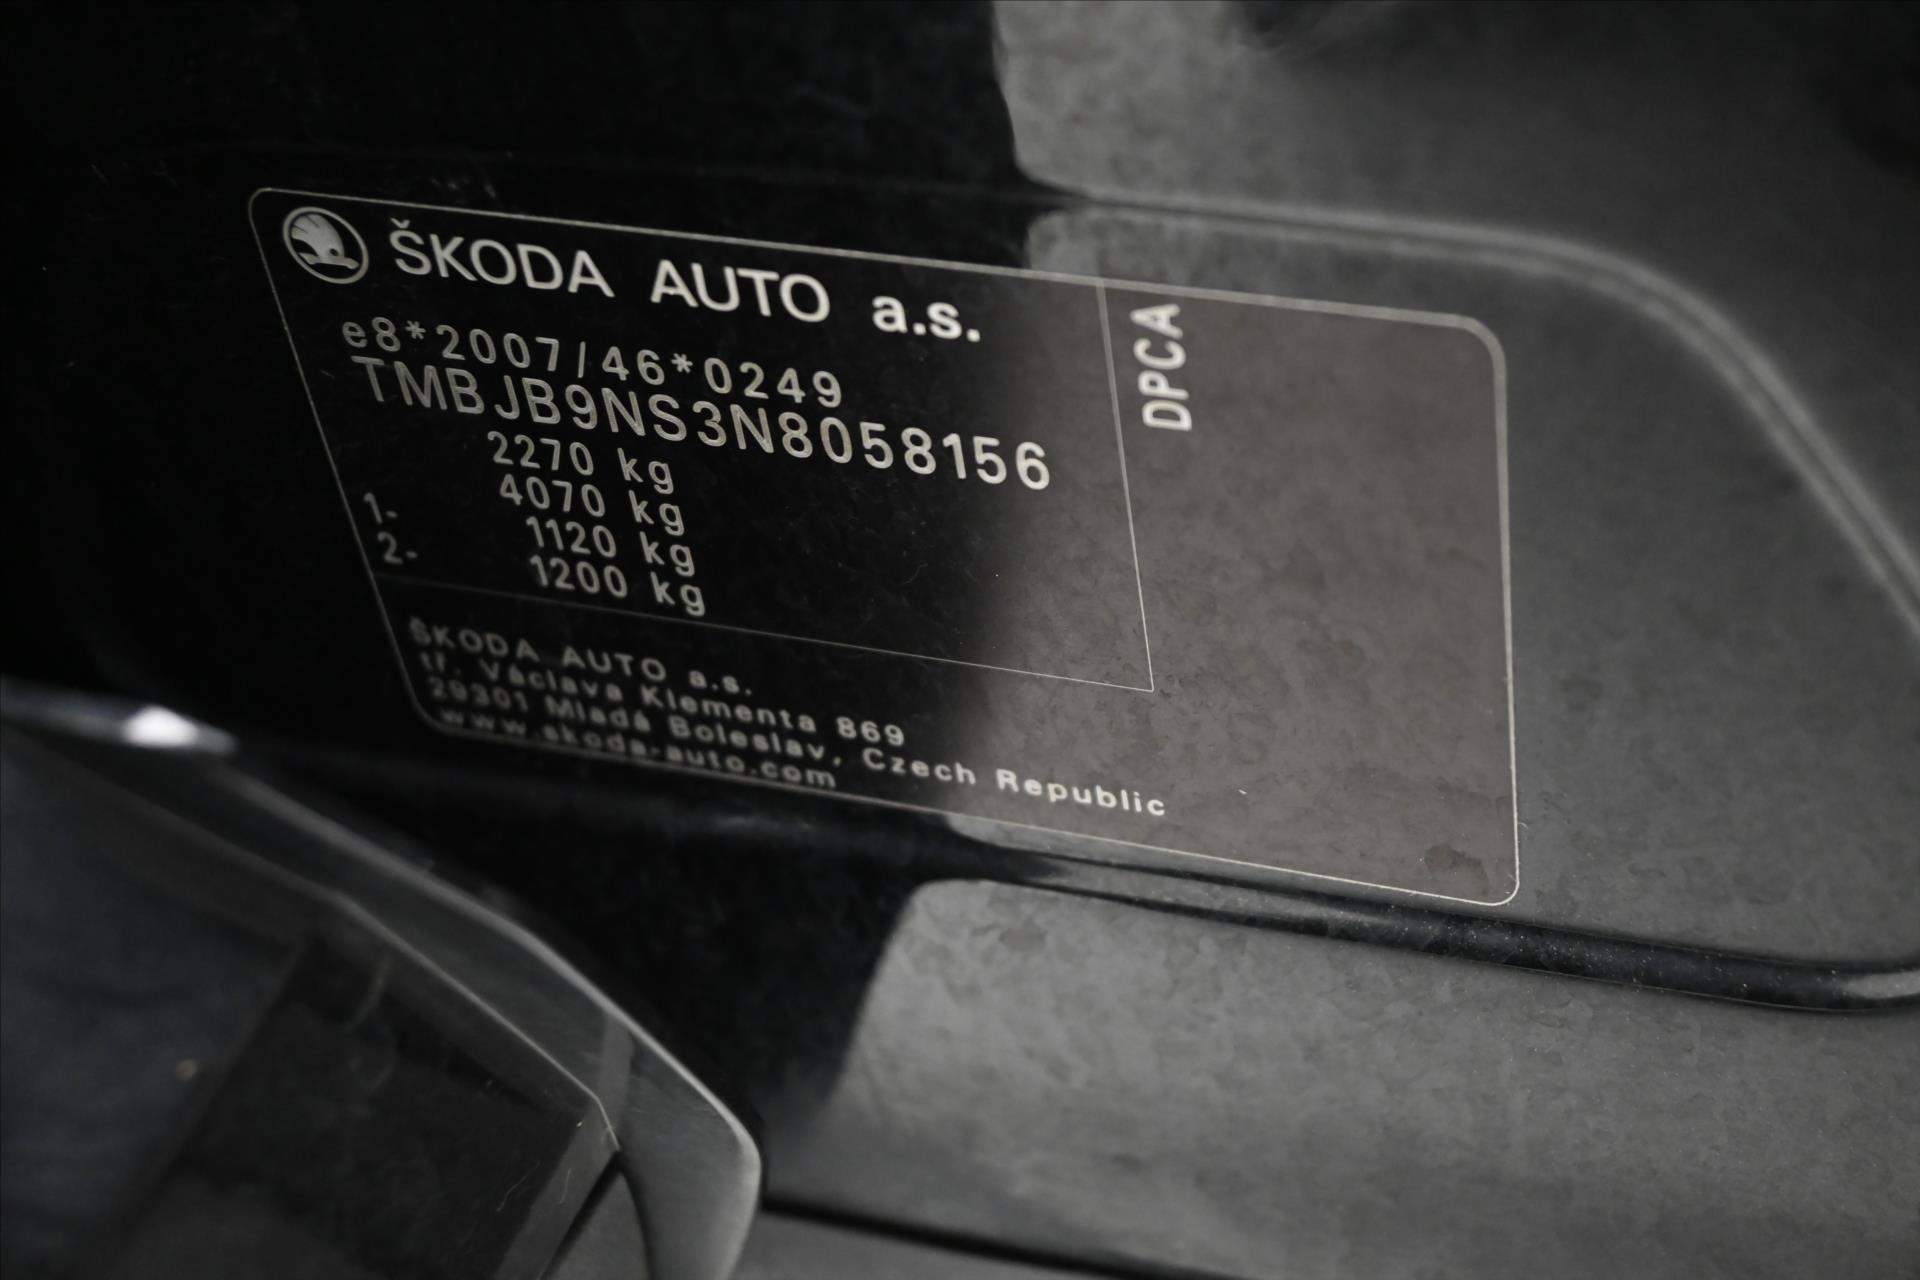 ŠKODA AUTO a.s.
e8*2007/46*0249
TMBJB9NS3N8058156
2270 kg
4070 kg
1- 1120 kg
2- 1200 kg
DPCA
ŠKODA AUTO a.s.
tř. Václava Klementa 869
29301 Mladá Boleslav, Czech Republic
www.skoda-auto.com